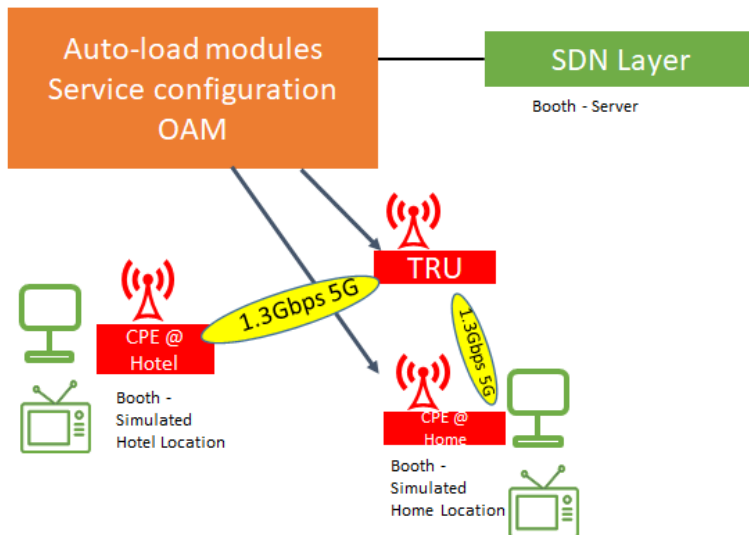 Auto-load modules
Service configuration
OAM
SDN Layer
Booth - Server
TRU
1.3Gbps 5G
CPE @
Hotel
Booth -
Simulated
Hotel Location
1.3Gbps 5G
CPE @
Home
Booth -
Simulated
Home Location